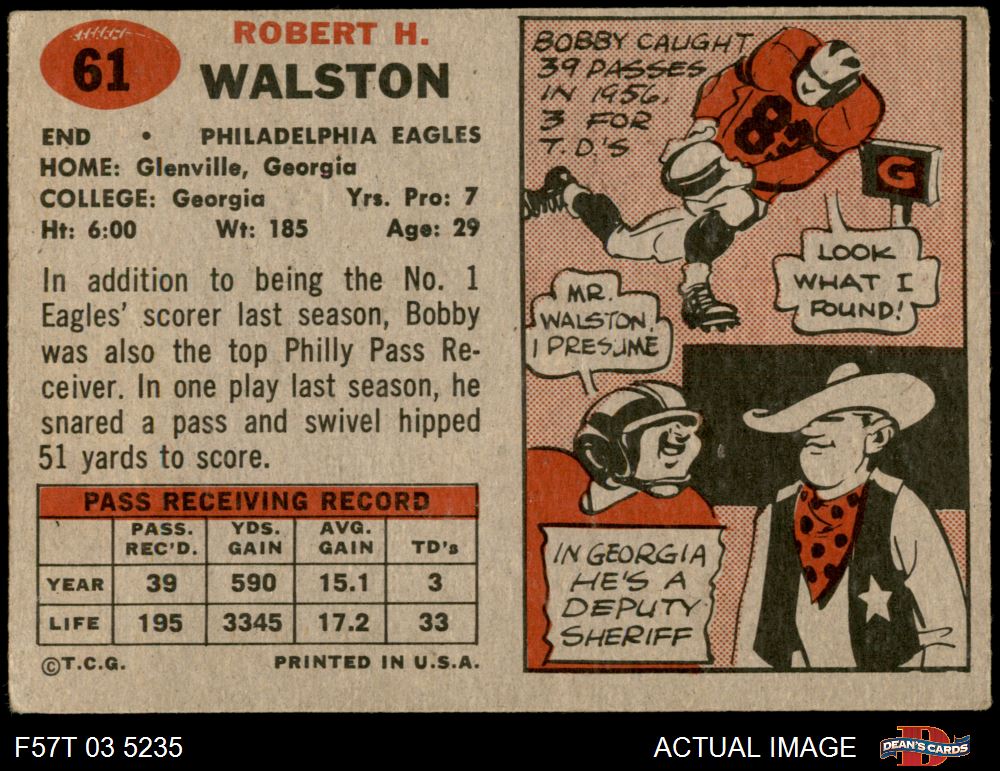 61
ROBERT H.
WALSTON
END • PHILADELPHIA EAGLES
HOME: Glenville, Georgia
COLLEGE: Georgia Yrs. Pro: 7
Ht: 6:00 Wt: 185 Age: 29
In addition to being the No. 1
Eagles' scorer last season, Bobby
was also the top Philly Pass Re-
ceiver. In one play last season, he
snared a pass and swivel hipped
51 yards to score.
PASS RECEIVING RECORD
PASS. REC'D. YDS. GAIN AVG. GAIN TD's
YEAR 39 590 15.1 3
LIFE 195 3345 17.2 33
©T.C.G. PRINTED IN U.S.A.
BOBBY CAUGHT
39 PASSES
IN 1956,
3 FOR
T.D.'S
83
G
LOOK
WHAT I
FOUND!
MR.
WALSTON,
I PRESUME
IN GEORGIA
HE'S A
DEPUTY
SHERIFF
F57T 03 5235
ACTUAL IMAGE
DEAN'S CARDS